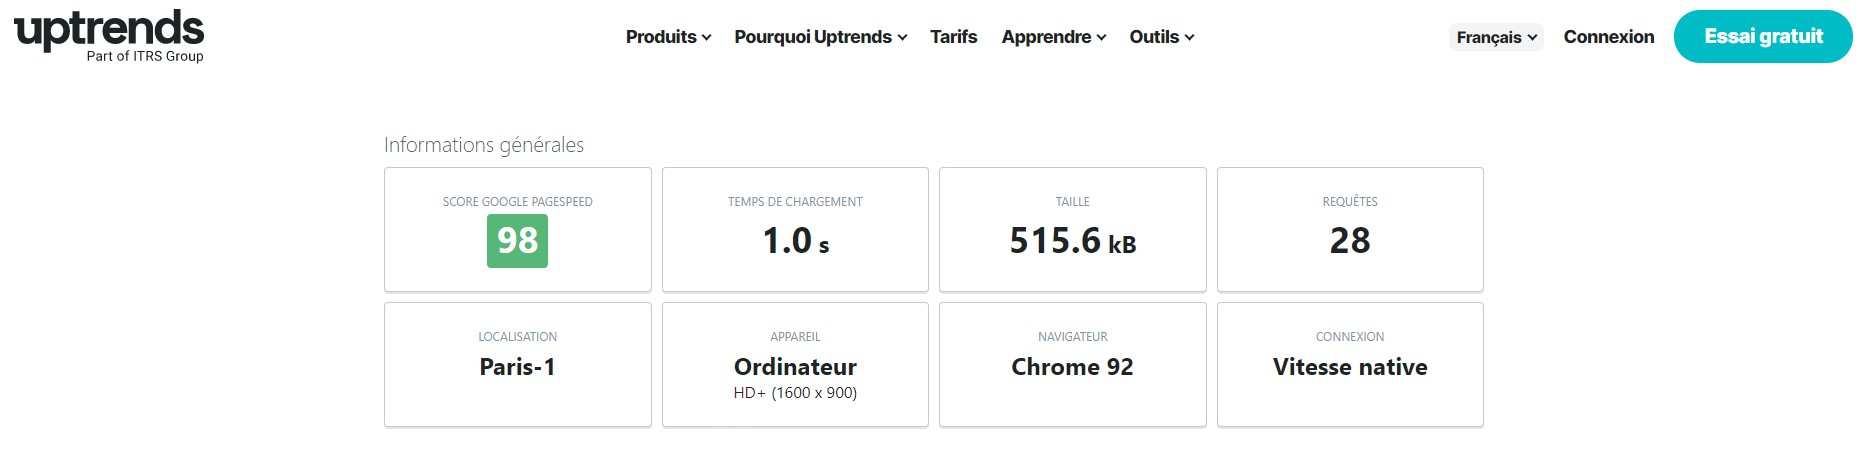 uptrends
Part of ITRS Group
Produits Pourquoi Uptrends Tarifs Apprendre Outils Français Connexion Essai gratuit
Informations générales
SCORE GOOGLE PAGESPEED TEMPS DE CHARGEMENT TAILLE REQUÊTES
98 1.0 s 515.6 kB 28
LOCALISATION APPAREIL NAVIGATEUR CONNEXION
Paris-1 Ordinateur Chrome 92 Vitesse native
HD+ (1600 x 900)